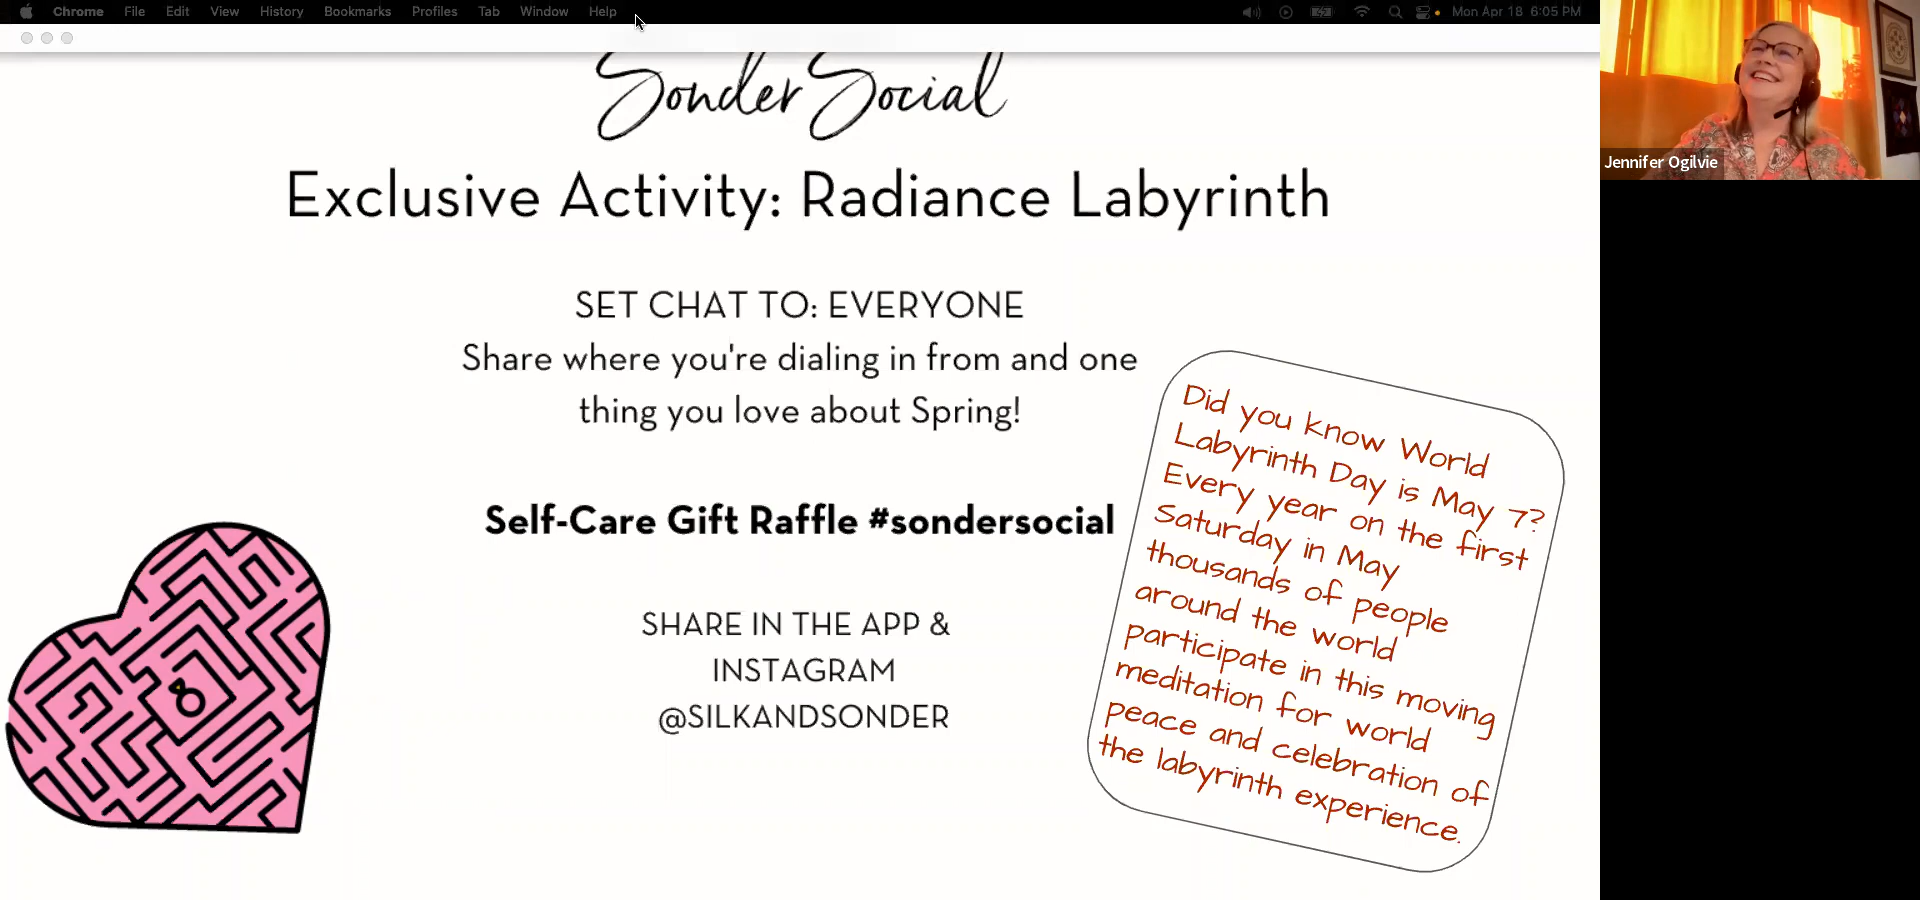 Chrome File Edit View History Bookmarks Profiles Tab Window Help Mon Apr 18 6:05 PM
Sonder Social
Exclusive Activity: Radiance Labyrinth
SET CHAT TO: EVERYONE
Share where you're dialing in from and one
thing you love about Spring!
Self-Care Gift Raffle #sondersocial
SHARE IN THE APP &
INSTAGRAM
@SILKANDSONDER
Did you know World
Labyrinth Day is May 7?
Every year on the first
Saturday in May
thousands of people
around the world
participate in this moving
meditation for world
peace and celebration of
the labyrinth experience.
Jennifer Ogilvie